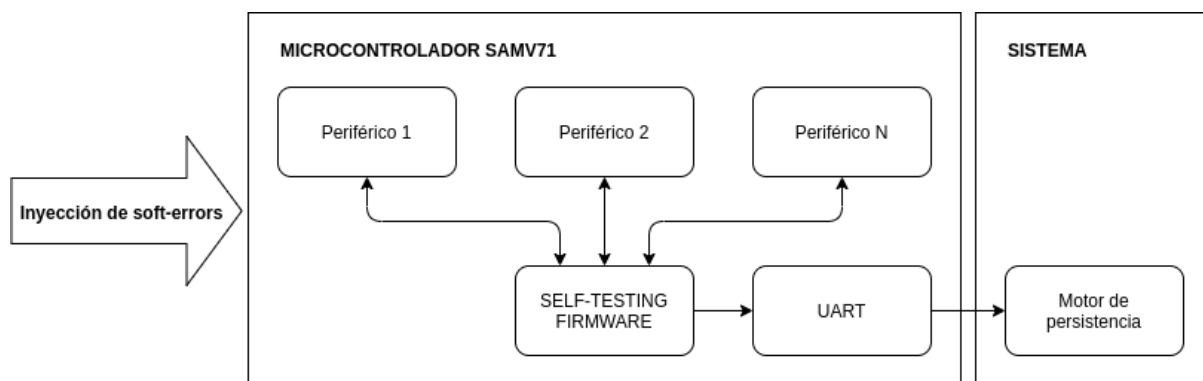 MICROCONTROLADOR SAMV71
SISTEMA
Periférico 1
Periférico 2
Periférico N
Inyección de soft-errors
SELF-TESTING
FIRMWARE
UART
Motor de
persistencia